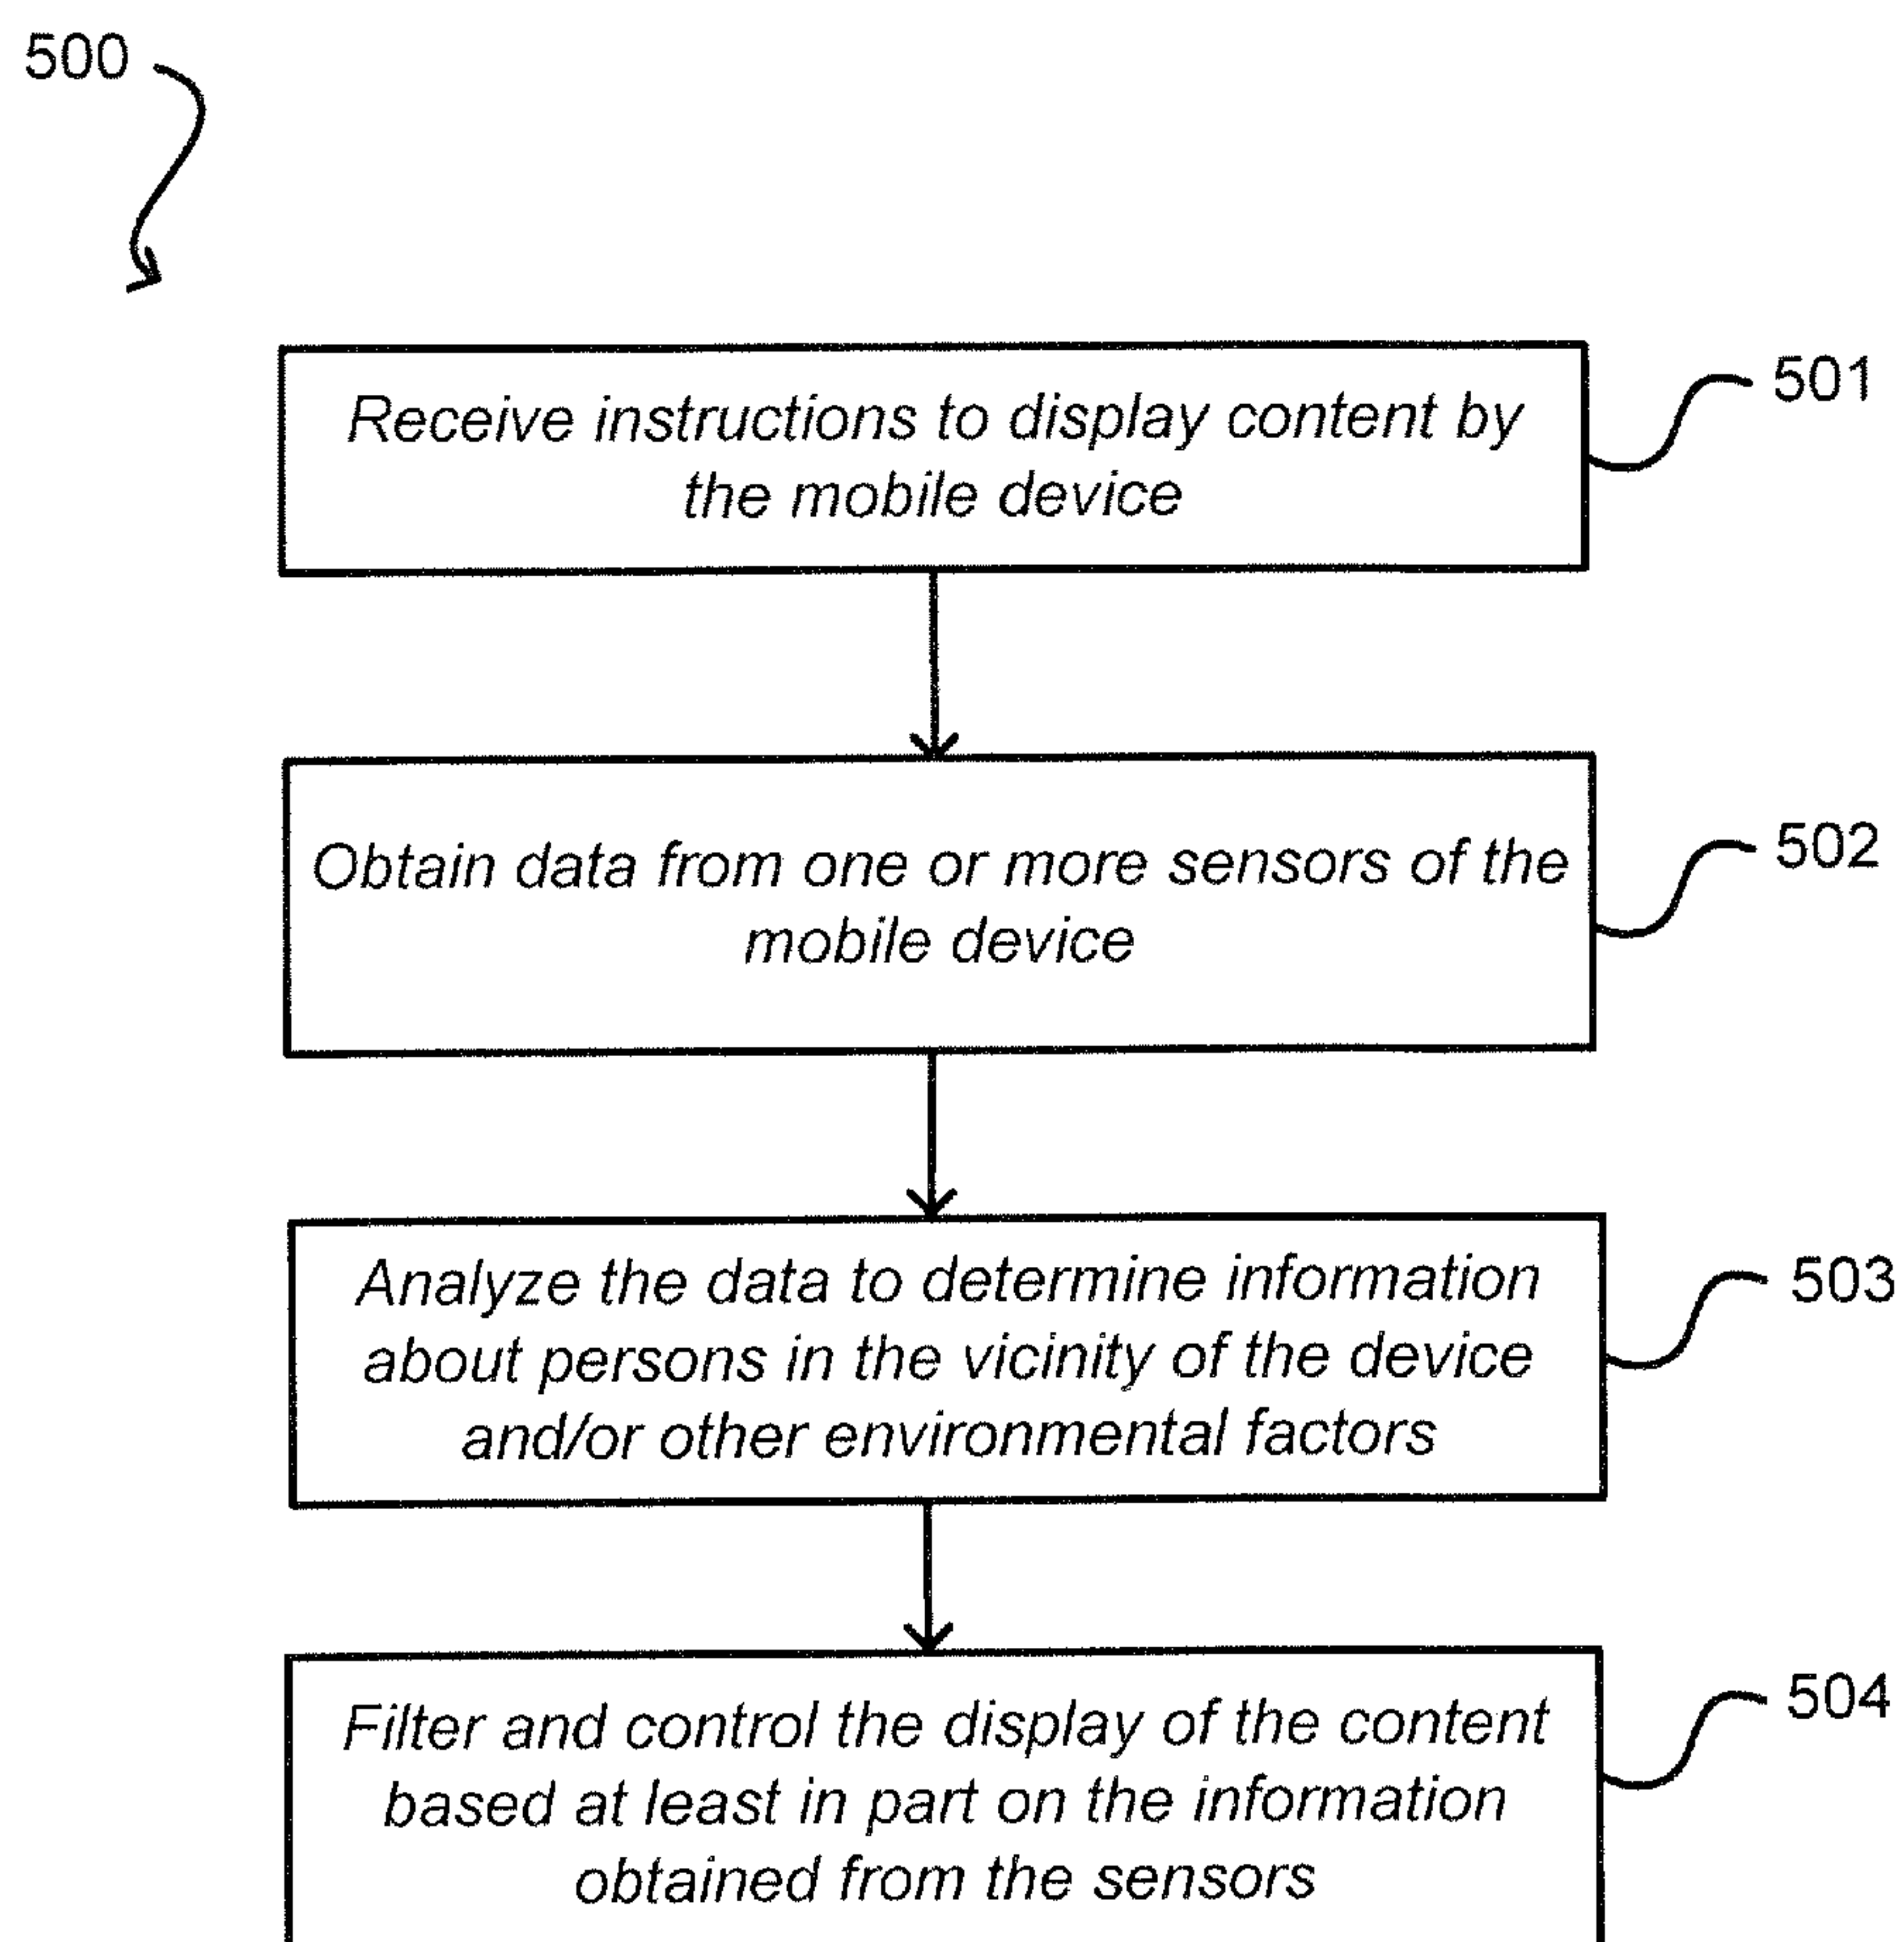 500
Receive instructions to display content by
the mobile device
501
Obtain data from one or more sensors of the
mobile device
502
Analyze the data to determine information
about persons in the vicinity of the device
and/or other environmental factors
503
Filter and control the display of the content
based at least in part on the information
obtained from the sensors
504